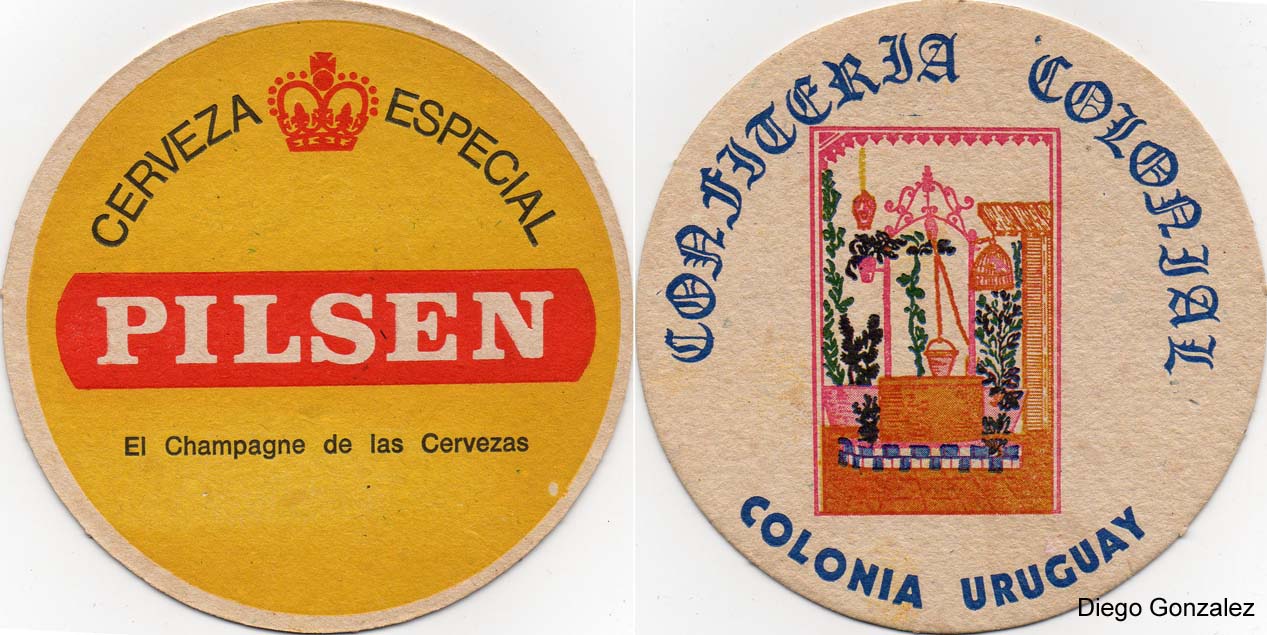 CERVEZA ESPECIAL
PILSEN
El Champagne de las Cervezas
CONFITERIA COLONIAL
COLONIA URUGUAY
Diego Gonzalez